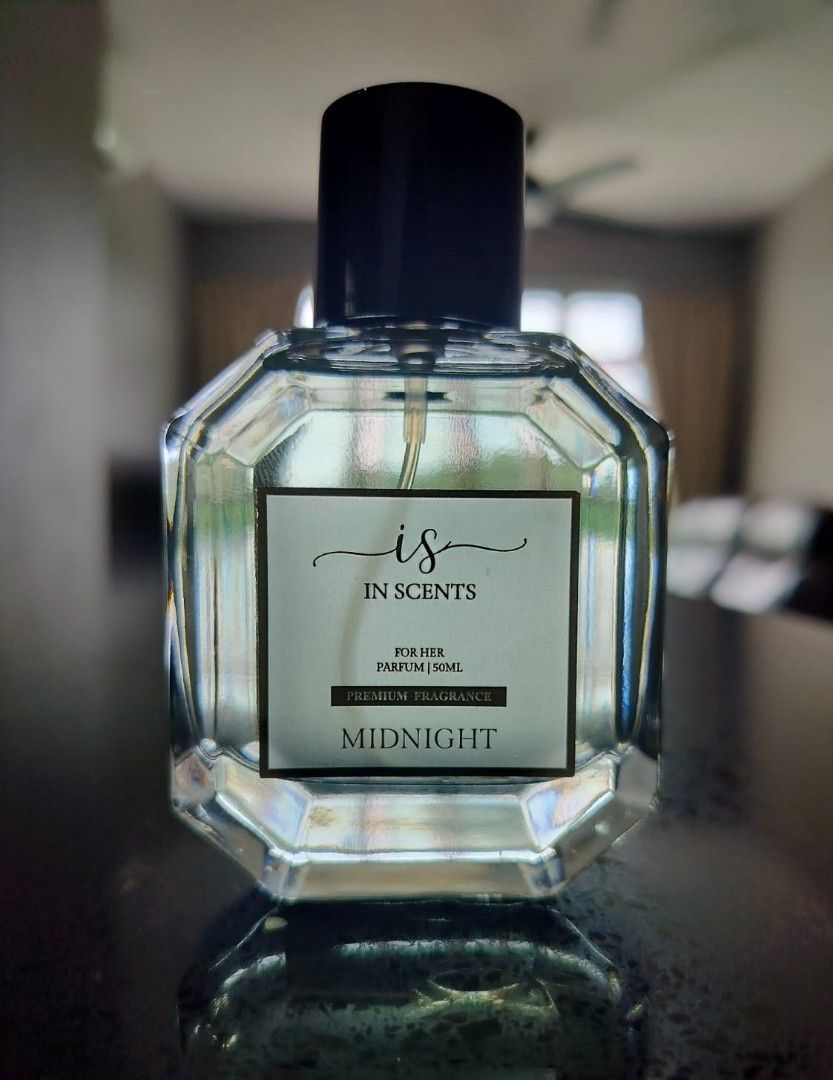 is
IN SCENTS
FOR HER
PARFUM | 50ML
PREMIUM FRAGRANCE
MIDNIGHT